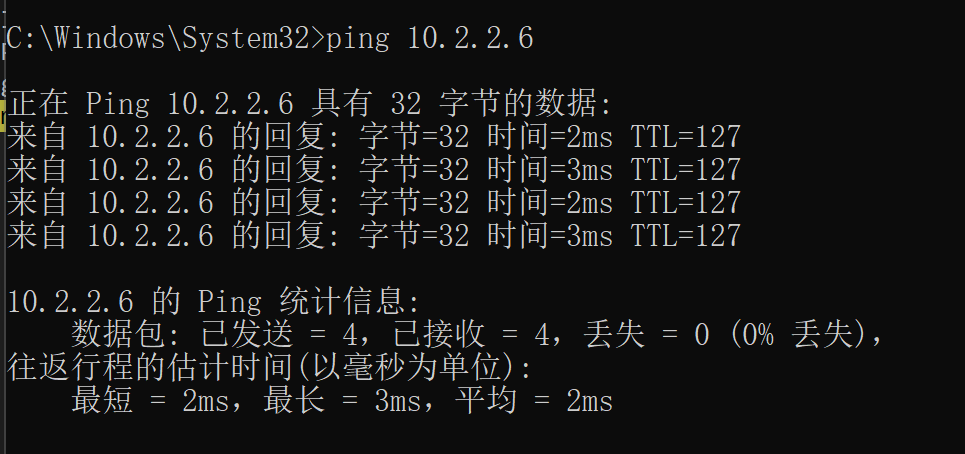 C:\Windows\System32>ping 10.2.2.6
正在 Ping 10.2.2.6 具有 32 字节的数据:
来自 10.2.2.6 的回复: 字节=32 时间=2ms TTL=127
来自 10.2.2.6 的回复: 字节=32 时间=3ms TTL=127
来自 10.2.2.6 的回复: 字节=32 时间=2ms TTL=127
来自 10.2.2.6 的回复: 字节=32 时间=3ms TTL=127
10.2.2.6 的 Ping 统计信息:
数据包: 已发送 = 4，已接收 = 4，丢失 = 0 (0% 丢失)，
往返行程的估计时间(以毫秒为单位):
最短 = 2ms，最长 = 3ms，平均 = 2ms